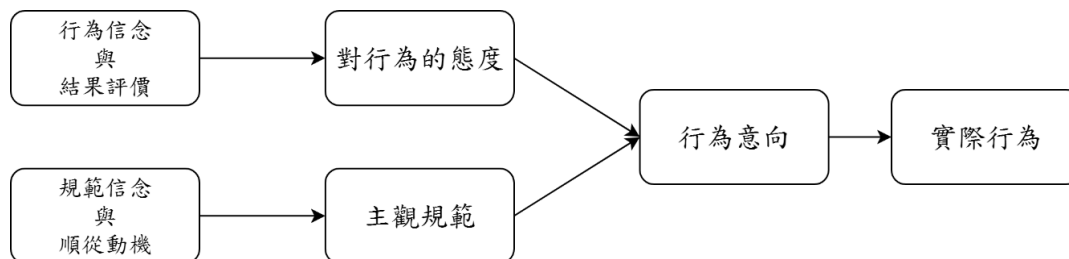 行為信念
與
結果評價
對行為的態度
規範信念
與
順從動機
主觀規範
行為意向
實際行為